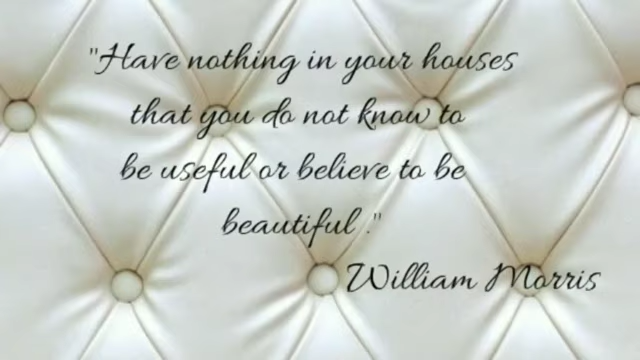 "Have nothing in your houses
that you do not know to
be useful or believe to be
beautiful ."
William Morris